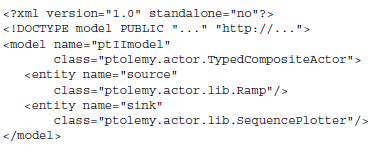 <?xml version="1.0" standalone="no"?>
<!DOCTYPE model PUBLIC "..." "http://...">
<model name="ptIImodel"
class="ptolemy.actor.TypedCompositeActor">
<entity name="source"
class="ptolemy.actor.lib.Ramp"/>
<entity name="sink"
class="ptolemy.actor.lib.SequencePlotter"/>
</model>